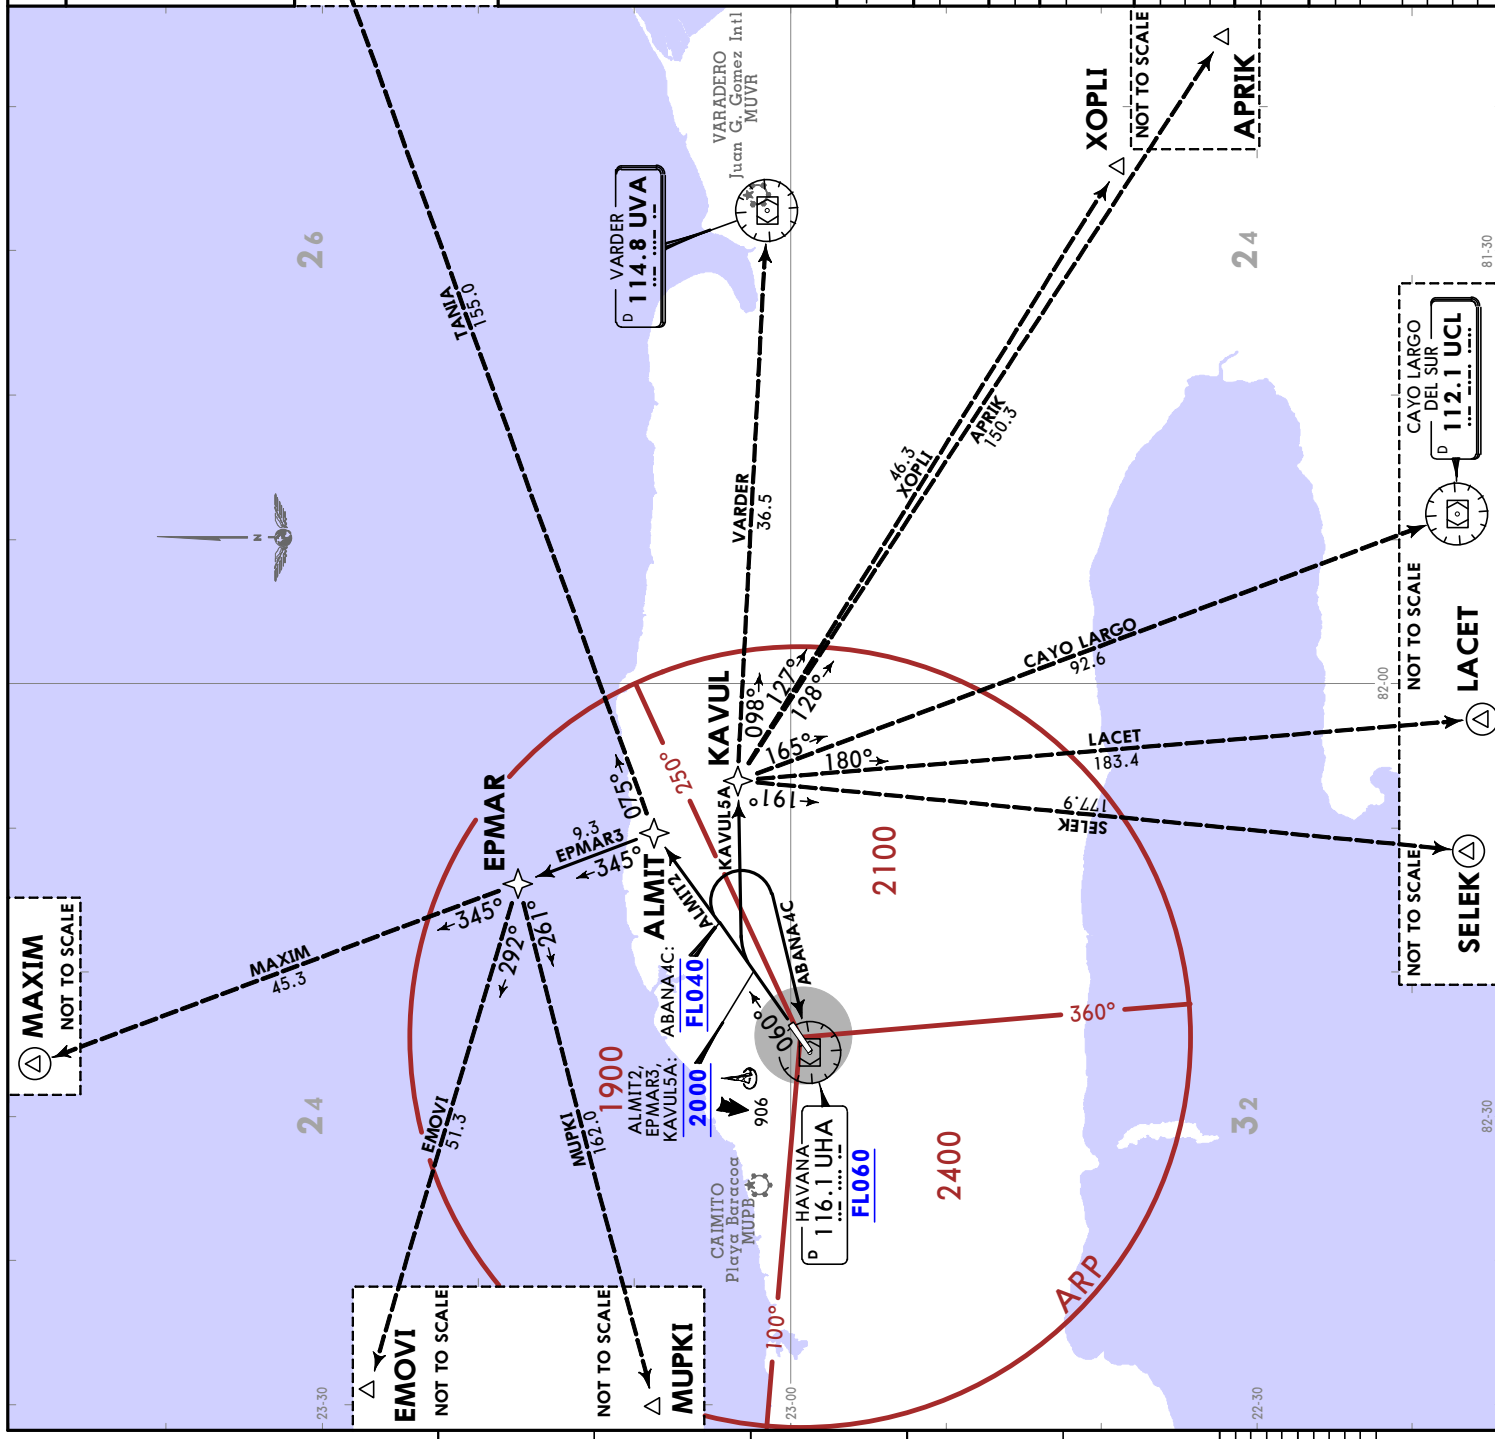 MAXIM
NOT TO SCALE
26
TANIA
155.0
VARADERO
Juan G. Gomez Intl
MUVR
D VARDER
114.8 UVA
XOPLI
NOT TO SCALE
APRIK
24
81-30
N
MAXIM
45.3
EPMAR
345°
292°
261°
9.3
EPMAR3
345°
075°
ALMIT
ALMIT2
250°
KAVUL
KAVUL5A
098°
127°
128°
165°
180°
191°
VARDER
36.5
46.3
XOPLI
APRIK
150.3
CAYO LARGO
92.6
LACET
183.4
SELEK
177.9
CAYO LARGO
DEL SUR
D 112.1 UCL
NOT TO SCALE
LACET
82-00
NOT TO SCALE
SELEK
2100
ABANA4C
ABANA4C:
FL040
060°
1900
ALMIT2,
EPMAR3,
KAVUL5A:
2000
906
360°
24
EMOVI
51.3
MUPKI
162.0
CAIMITO
Playa Baracoa
MUPB
HAVANA
D 116.1 UHA
FL060
2400
32
82-30
100°
ARP
EMOVI
NOT TO SCALE
NOT TO SCALE
MUPKI
23-30
23-00
22-30